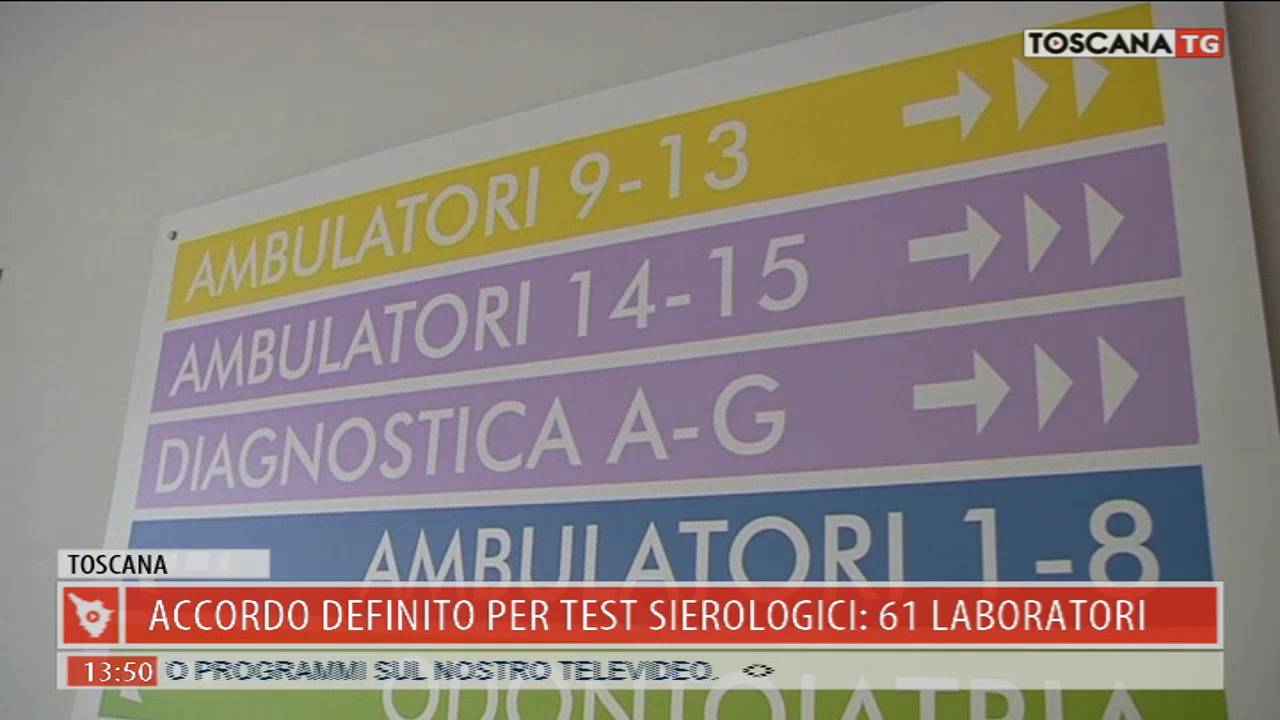 TOSCANA TG
AMBULATORI 9-13
AMBULATORI 14-15
DIAGNOSTICA A-G
AMBULATORI 1-8
TOSCANA
ACCORDO DEFINITO PER TEST SIEROLOGICI: 61 LABORATORI
13:50 O PROGRAMMI SUL NOSTRO TELEVIDEO.
ODONTOIATRIA